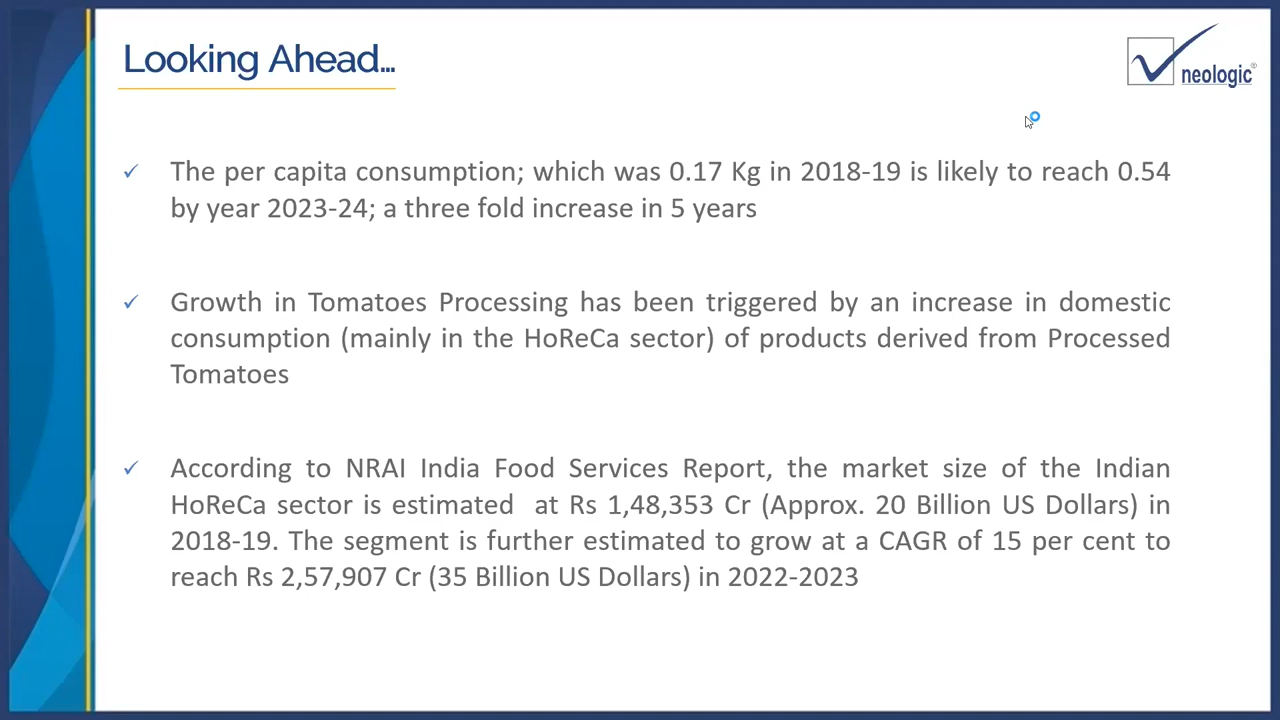 Looking Ahead...
neologic®
✓ The per capita consumption; which was 0.17 Kg in 2018-19 is likely to reach 0.54
by year 2023-24; a three fold increase in 5 years
✓ Growth in Tomatoes Processing has been triggered by an increase in domestic
consumption (mainly in the HoReCa sector) of products derived from Processed
Tomatoes
✓ According to NRAI India Food Services Report, the market size of the Indian
HoReCa sector is estimated  at Rs 1,48,353 Cr (Approx. 20 Billion US Dollars) in
2018-19. The segment is further estimated to grow at a CAGR of 15 per cent to
reach Rs 2,57,907 Cr (35 Billion US Dollars) in 2022-2023